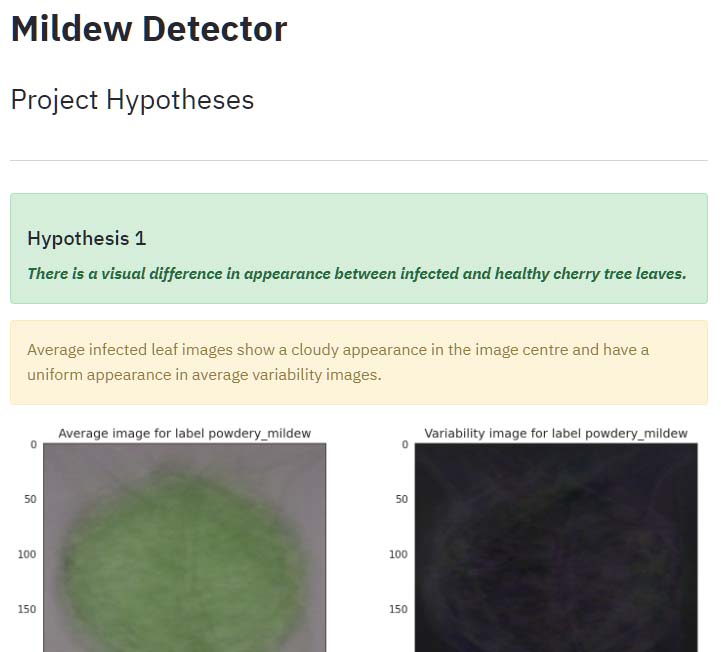 Mildew Detector
Project Hypotheses
Hypothesis 1
There is a visual difference in appearance between infected and healthy cherry tree leaves.
Average infected leaf images show a cloudy appearance in the image centre and have a
uniform appearance in average variability images.
Average image for label powdery_mildew
0
50
100
150
Variability image for label powdery_mildew
0
50
100
150